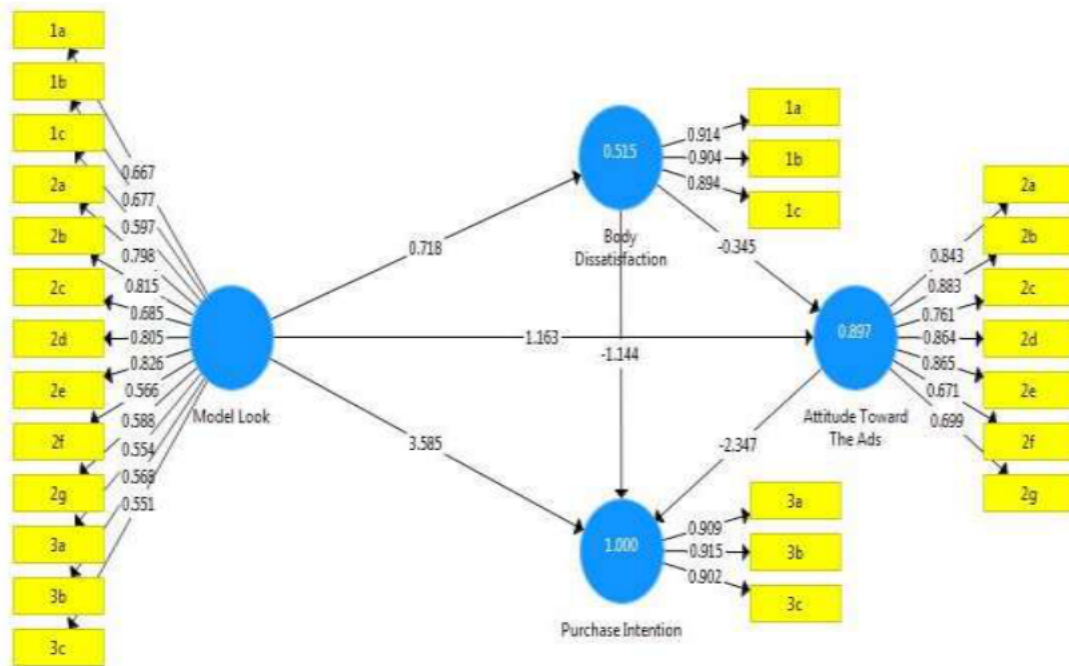 1a
1b
1c
2a
2b
2c
2d
2e
2f
2g
3a
3b
3c
0.667
0.677
0.597
0.798
0.815
0.685
0.805
0.826
0.566
0.588
0.554
0.568
0.551
Model Look
0.718
1.163
3.585
0.515
Body
Dissatisfaction
0.914
0.904
0.894
1a
1b
1c
-0.345
-1.144
0.897
Attitude Toward
The Ads
-2.347
0.843
0.883
0.761
0.864
0.865
0.671
0.699
2a
2b
2c
2d
2e
2f
2g
1.000
Purchase Intention
0.909
0.915
0.902
3a
3b
3c